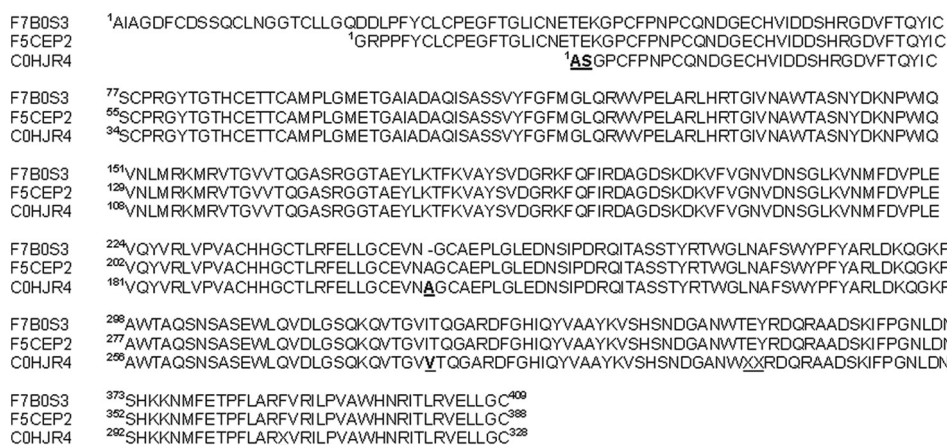 F7B0S3 1AIAGDFCDSSQCLNGGTCLLGQDDLPFYCLCPEGFTGLICNETEKGPCFPNPCQNDGECHVIDDSHRGDVFTQYIC
F5CEP2 1GRPPFYCLCPEGFTGLICNETEKGPCFPNPCQNDGECHVIDDSHRGDVFTQYIC
C0HJR4 1ASGPCFPNPCQNDGECHVIDDSHRGDVFTQYIC
F7B0S3 77SCPRGYTGTHCETTCAMPLGMETGAIADAQISASSVYFGFMGLQRWVPELARLHRTGIVNAWTASNYDKNPWIQ
F5CEP2 55SCPRGYTGTHCETTCAMPLGMETGAIADAQISASSVYFGFMGLQRWVPELARLHRTGIVNAWTASNYDKNPWIQ
C0HJR4 34SCPRGYTGTHCETTCAMPLGMETGAIADAQISASSVYFGFMGLQRWVPELARLHRTGIVNAWTASNYDKNPWIQ
F7B0S3 151VNLMRKMRVTGVVTQGASRGGTAEYLKTFKVAYSVDGRKFQFIRDAGDSKDKVFVGNVDNSGLKVNMFDVPLE
F5CEP2 129VNLMRKMRVTGVVTQGASRGGTAEYLKTFKVAYSVDGRKFQFIRDAGDSKDKVFVGNVDNSGLKVNMFDVPLE
C0HJR4 108VNLMRKMRVTGVVTQGASRGGTAEYLKTFKVAYSVDGRKFQFIRDAGDSKDKVFVGNVDNSGLKVNMFDVPLE
F7B0S3 224VQYVRLVPVACHHGCTLRFELLGCEVN -GCAEPLGLEDNSIPDRQITASSTYRTWGLNAFSWYPFYARLDKQGKF
F5CEP2 202VQYVRLVPVACHHGCTLRFELLGCEVNAGCAEPLGLEDNSIPDRQITASSTYRTWGLNAFSWYPFYARLDKQGKF
C0HJR4 181VQYVRLVPVACHHGCTLRFELLGCEVNAGCAEPLGLEDNSIPDRQITASSTYRTWGLNAFSWYPFYARLDKQGKF
F7B0S3 298AWTAQSNSASEWLQVDLGSQKQVTGVITQGARDFGHIQYVAAYKVSHSNDGANWTEYRDQRAADSKIFPGNLDN
F5CEP2 277AWTAQSNSASEWLQVDLGSQKQVTGVITQGARDFGHIQYVAAYKVSHSNDGANWTEYRDQRAADSKIFPGNLDN
C0HJR4 256AWTAQSNSASEWLQVDLGSQKQVTGVVTQGARDFGHIQYVAAYKVSHSNDGANWXXRDQRAADSKIFPGNLDN
F7B0S3 373SHKKNMFETPFLARFVRILPVAWHNRITLRVELLGC409
F5CEP2 352SHKKNMFETPFLARFVRILPVAWHNRITLRVELLGC388
C0HJR4 292SHKKNMFETPFLARXVRILPVAWHNRITLRVELLGC328